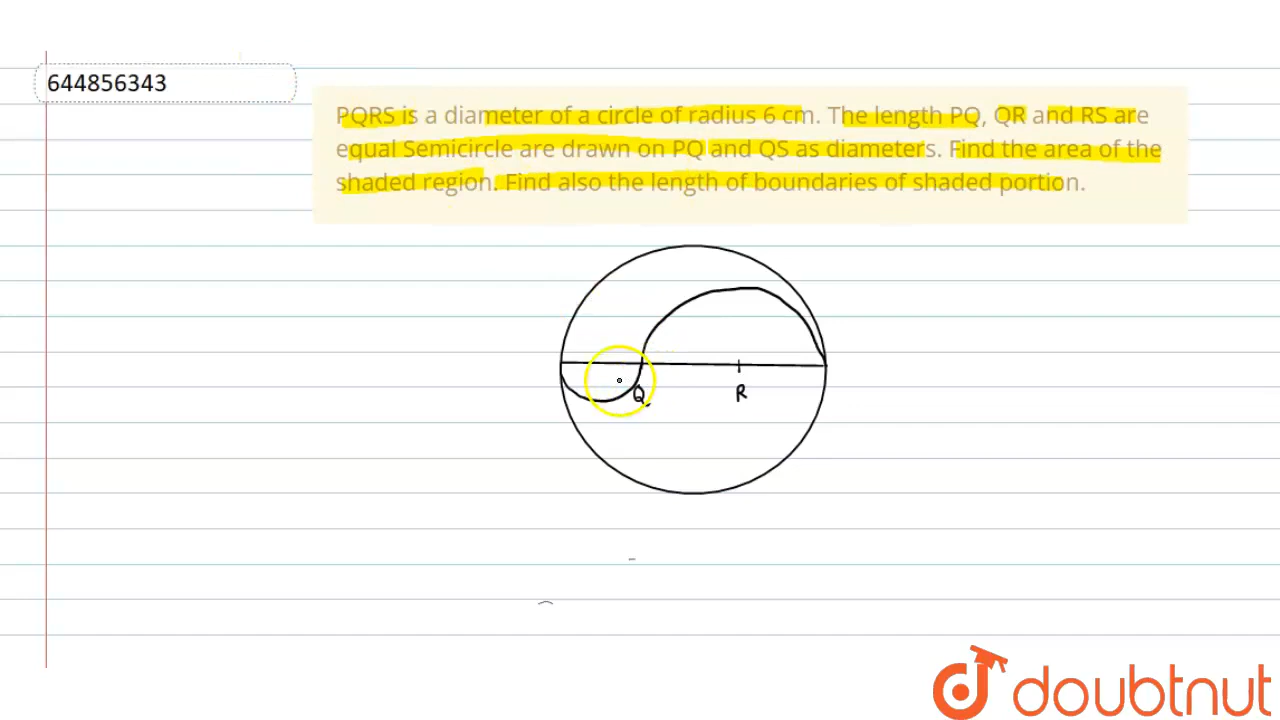 644856343
PQRS is a diameter of a circle of radius 6 cm. The length PQ, QR and RS are
equal Semicircle are drawn on PQ and QS as diameters. Find the area of the
shaded region. Find also the length of boundaries of shaded portion.
Q R
doubtnut